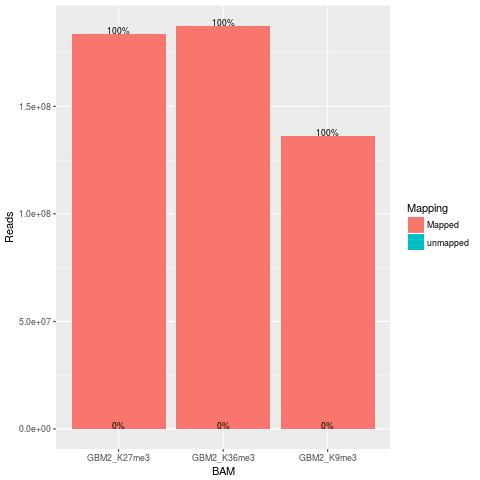 100%
100%
100%
1.5e+08
1.0e+08
5.0e+07
0.0e+00
0%
0%
0%
GBM2_K27me3
GBM2_K36me3
GBM2_K9me3
BAM
Reads
Mapping
Mapped
unmapped